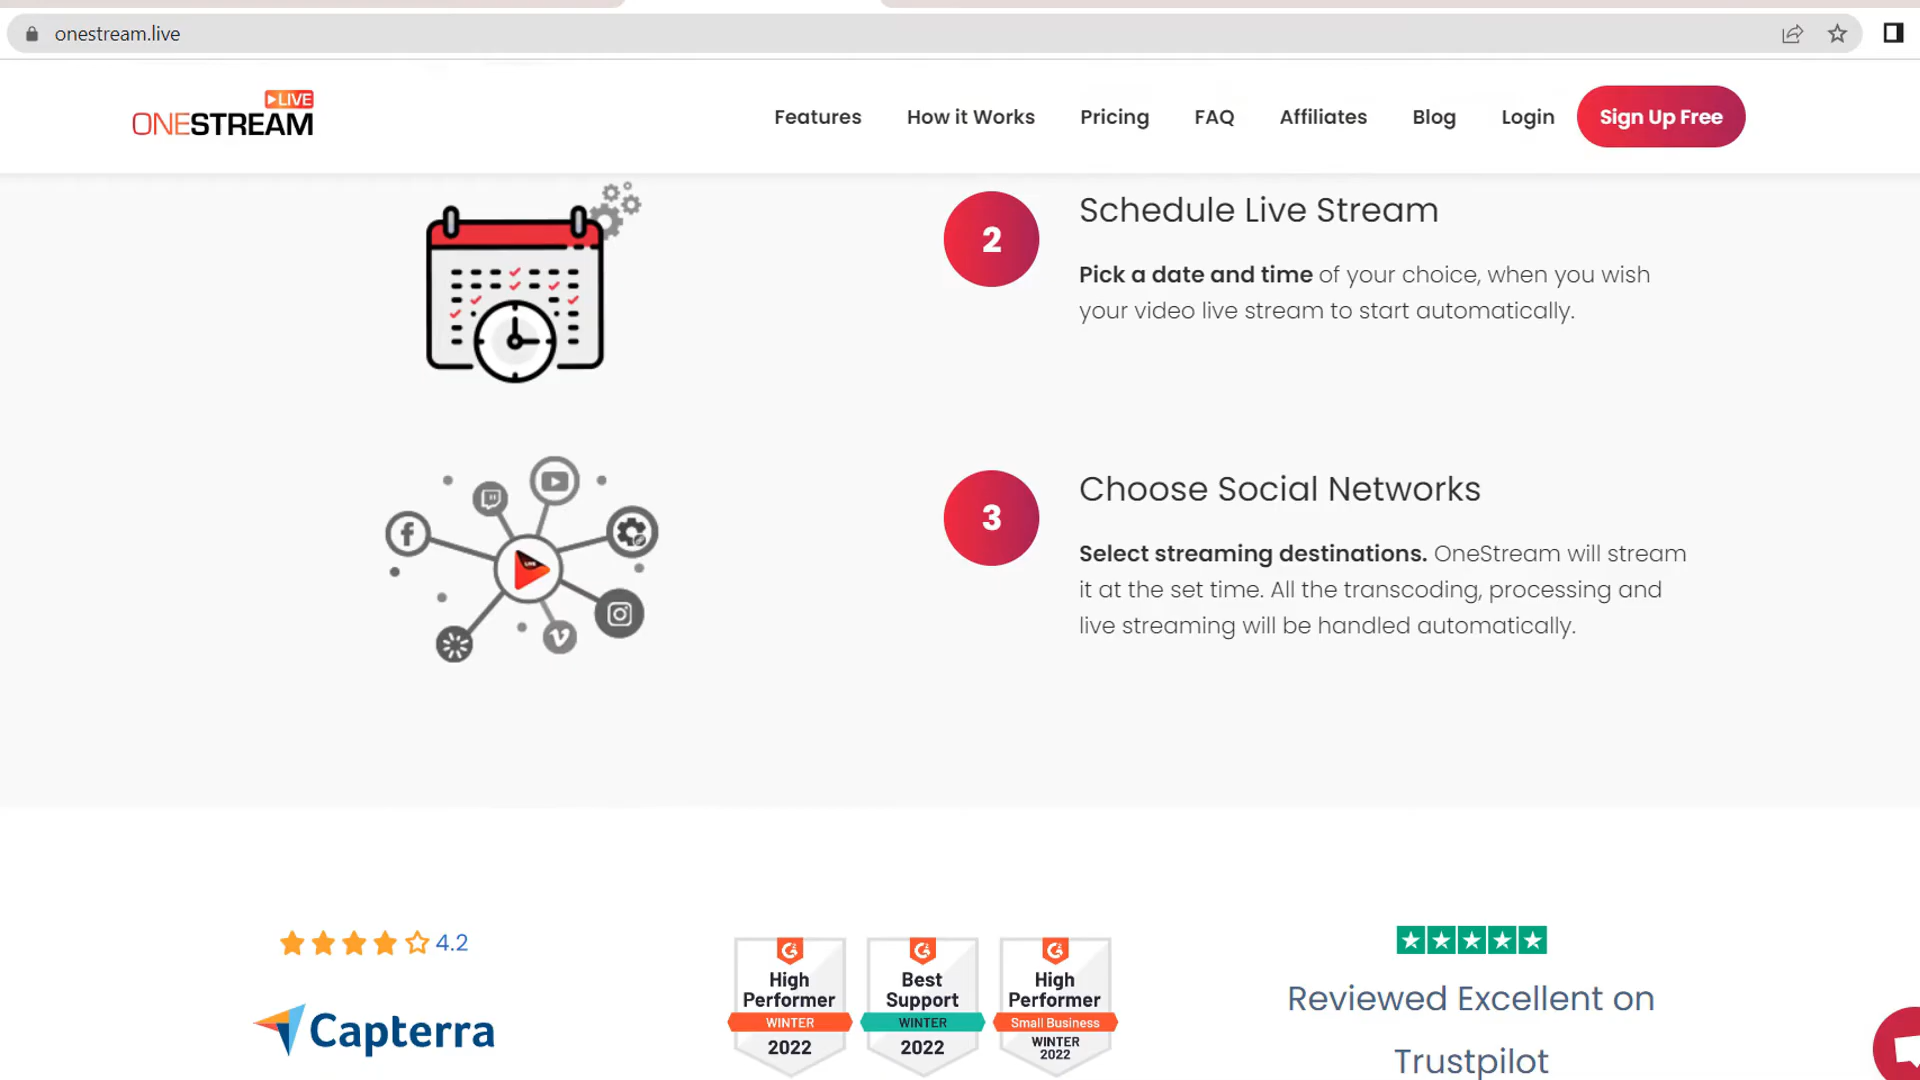 onestream.live
LIVE
ONESTREAM
Features
How it Works
Pricing
FAQ
Affiliates
Blog
Login
Sign Up Free
2
Schedule Live Stream
Pick a date and time of your choice, when you wish
your video live stream to start automatically.
3
Choose Social Networks
Select streaming destinations. OneStream will stream
it at the set time. All the transcoding, processing and
live streaming will be handled automatically.
4.2
Capterra
High
Performer
WINTER
2022
Best
Support
WINTER
2022
High
Performer
Small Business
WINTER
2022
Reviewed Excellent on
Trustpilot